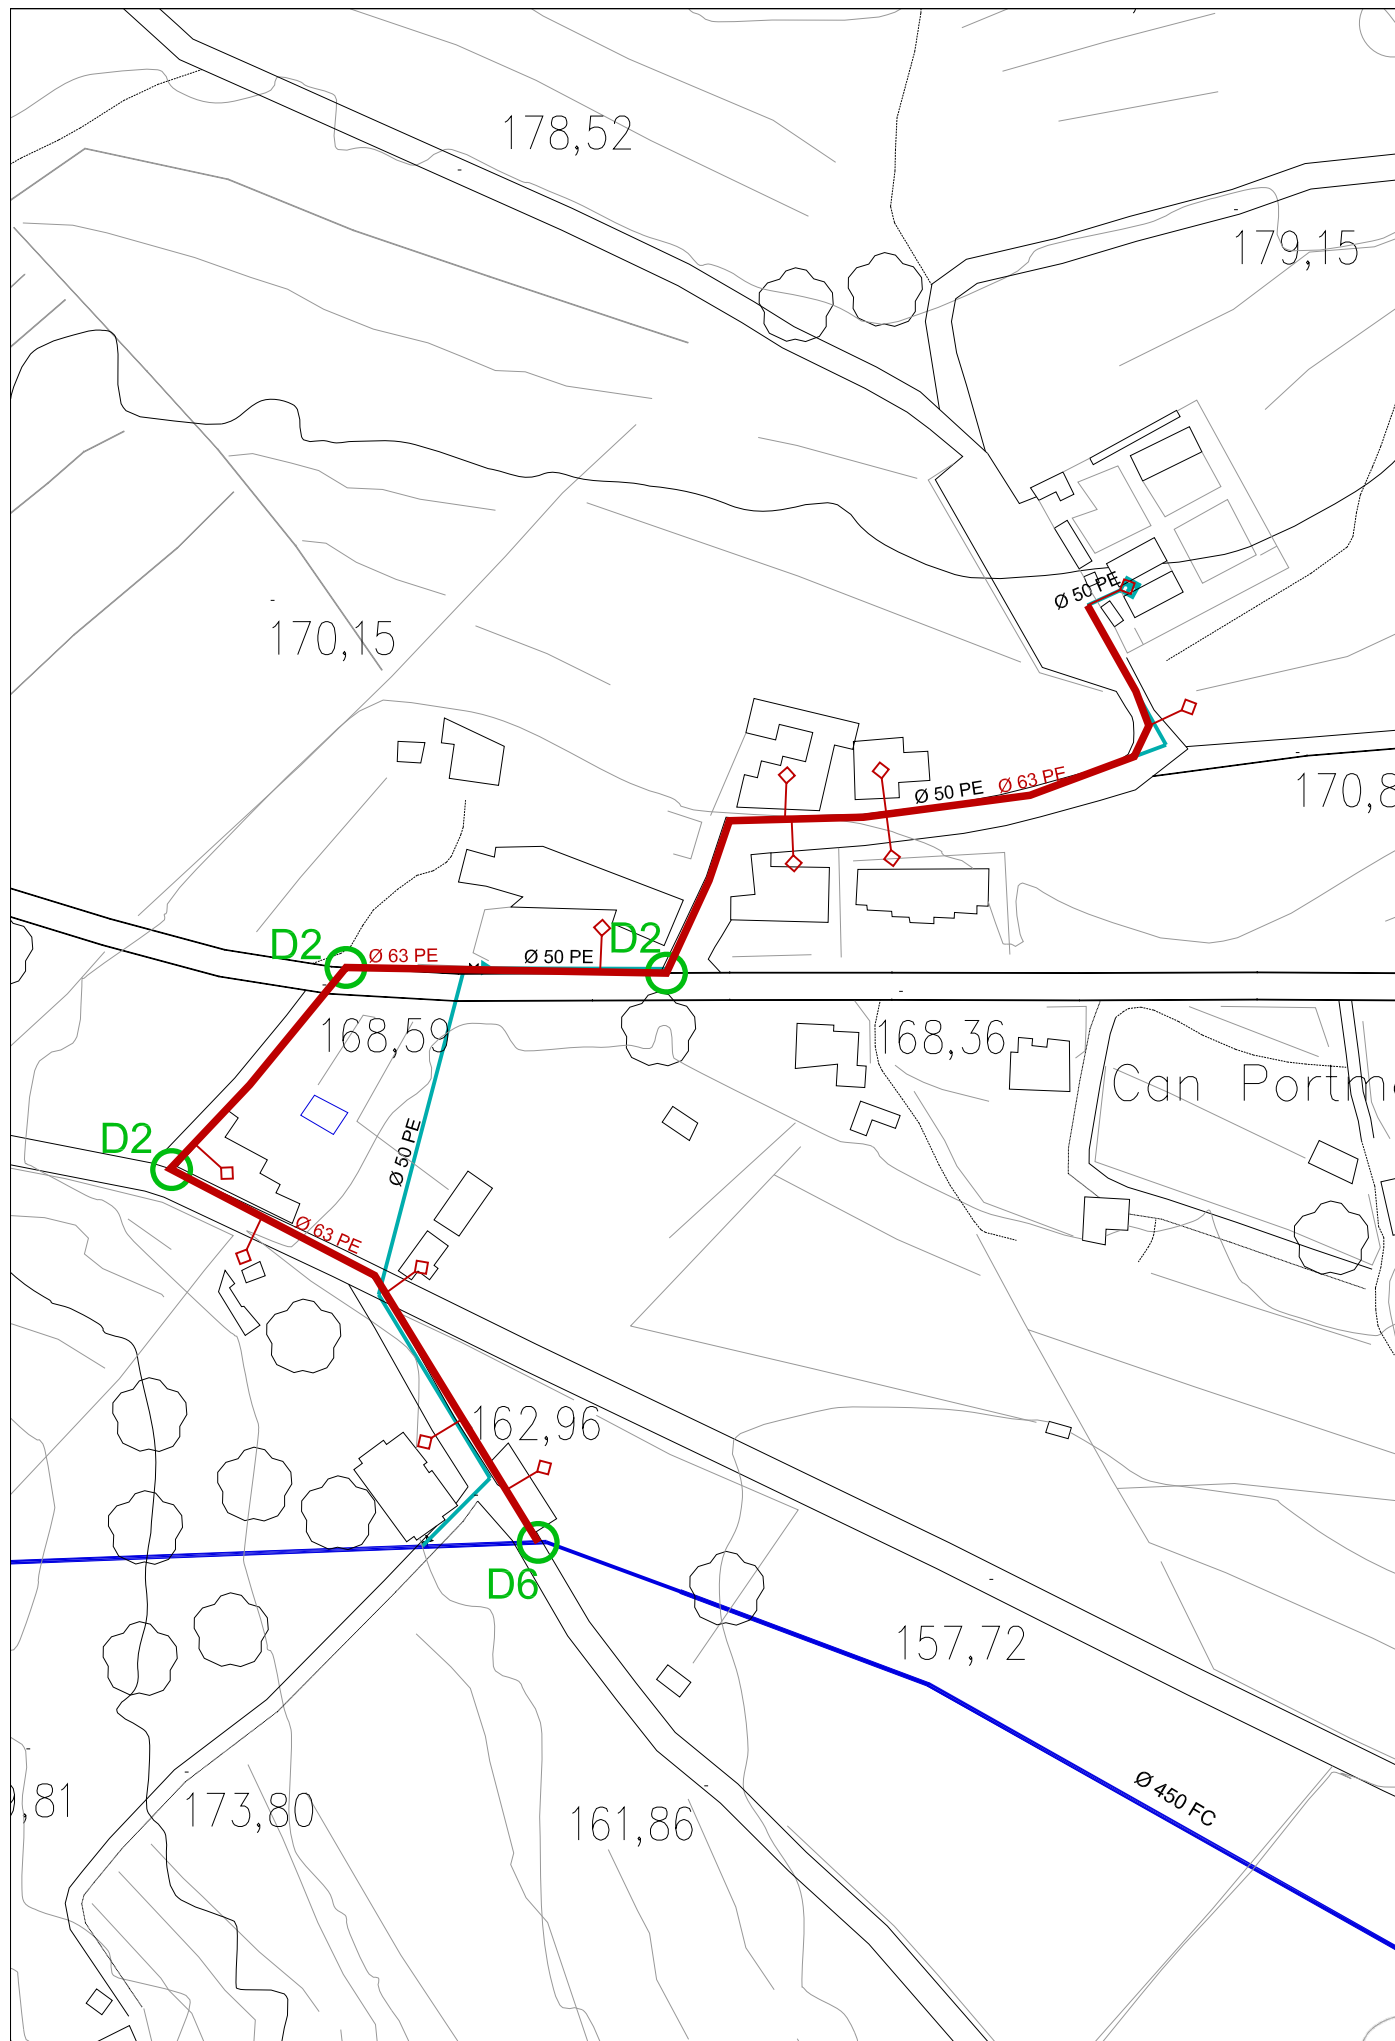 178,52
179,15
Ø 50 PE
170,15
170,8
Ø 50 PE
Ø 63 PE
D2
Ø 63 PE
Ø 50 PE
D2
168,59
168,36
Can Portm
D2
Ø 50 PE
Ø 63 PE
162,96
D6
157,72
Ø 450 FC
,81
173,80
161,86